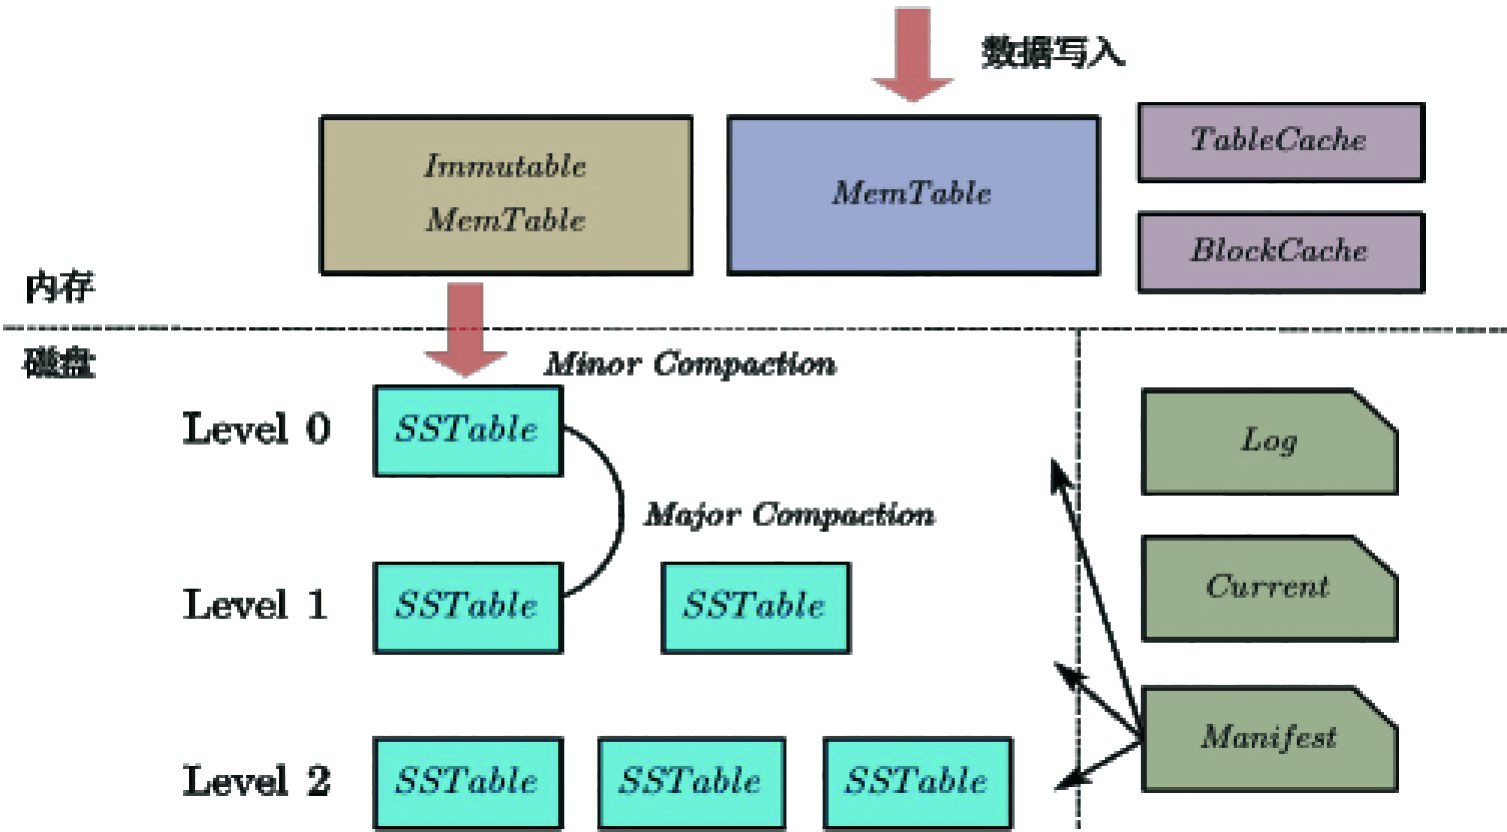 数据写入
Immutable
MemTable
MemTable
TableCache
BlockCache
内存
磁盘
Minor Compaction
Level 0
SSTable
Log
Major Compaction
Current
Level 1
SSTable
SSTable
Manifest
Level 2
SSTable
SSTable
SSTable